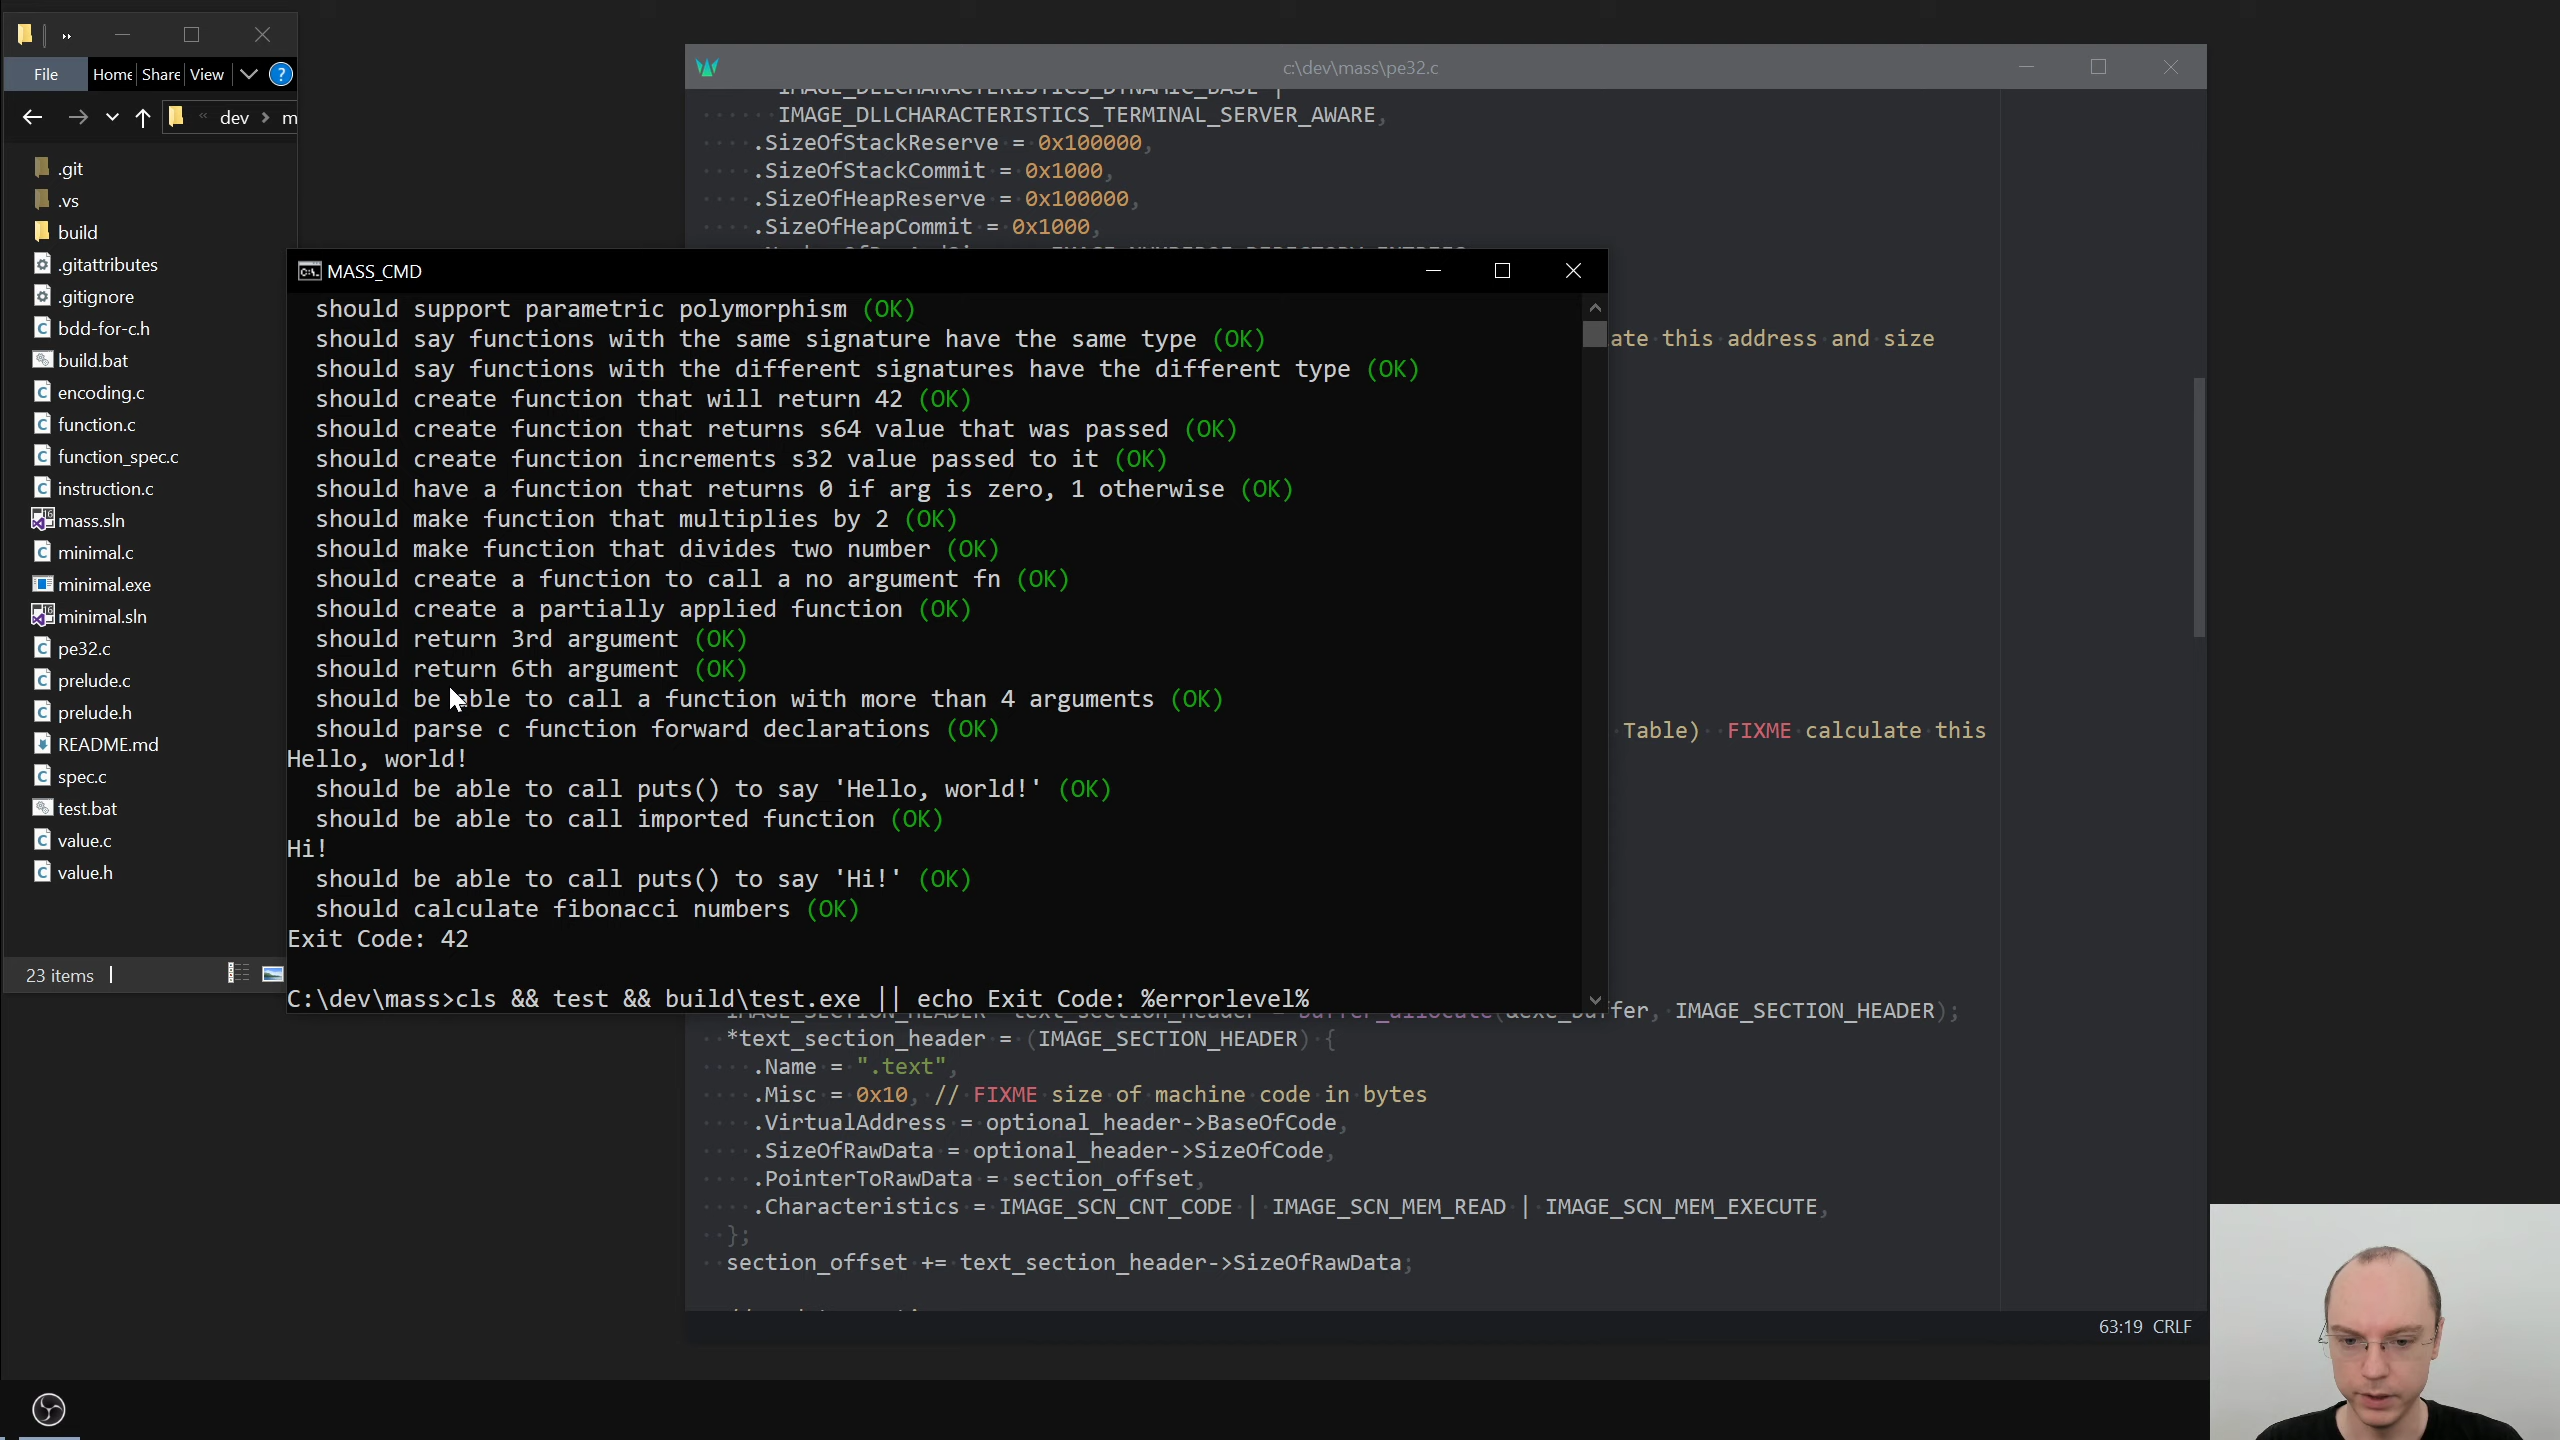 File Home Share View ?
dev > m
.git
.vs
build
.gitattributes
.gitignore
bdd-for-c.h
build.bat
encoding.c
function.c
function_spec.c
instruction.c
mass.sln
minimal.c
minimal.exe
minimal.sln
pe32.c
prelude.c
prelude.h
README.md
spec.c
test.bat
value.c
value.h
23 items
c:\dev\mass\pe32.c
IMAGE_DLLCHARACTERISTICS_DYNAMIC_BASE |
IMAGE_DLLCHARACTERISTICS_TERMINAL_SERVER_AWARE,
.SizeOfStackReserve = 0x100000,
.SizeOfStackCommit = 0x1000,
.SizeOfHeapReserve = 0x100000,
.SizeOfHeapCommit = 0x1000,
MASS_CMD
should support parametric polymorphism (OK)
should say functions with the same signature have the same type (OK)
should say functions with the different signatures have the different type (OK)
should create function that will return 42 (OK)
should create function that returns s64 value that was passed (OK)
should create function increments s32 value passed to it (OK)
should have a function that returns 0 if arg is zero, 1 otherwise (OK)
should make function that multiplies by 2 (OK)
should make function that divides two number (OK)
should create a function to call a no argument fn (OK)
should create a partially applied function (OK)
should return 3rd argument (OK)
should return 6th argument (OK)
should be able to call a function with more than 4 arguments (OK)
should parse c function forward declarations (OK)
Hello, world!
should be able to call puts() to say 'Hello, world!' (OK)
should be able to call imported function (OK)
Hi!
should be able to call puts() to say 'Hi!' (OK)
should calculate fibonacci numbers (OK)
Exit Code: 42
C:\dev\mass>cls && test && build\test.exe || echo Exit Code: %errorlevel%
ate this address and size
Table) FIXME calculate this
IMAGE_SECTION_HEADER *text_section_header = buffer_allocate(&exe_buffer, IMAGE_SECTION_HEADER);
*text_section_header = (IMAGE_SECTION_HEADER) {
.Name = ".text",
.Misc = 0x10, // FIXME size of machine code in bytes
.VirtualAddress = optional_header->BaseOfCode,
.SizeOfRawData = optional_header->SizeOfCode,
.PointerToRawData = section_offset,
.Characteristics = IMAGE_SCN_CNT_CODE | IMAGE_SCN_MEM_READ | IMAGE_SCN_MEM_EXECUTE,
};
section_offset += text_section_header->SizeOfRawData;
63:19 CRLF